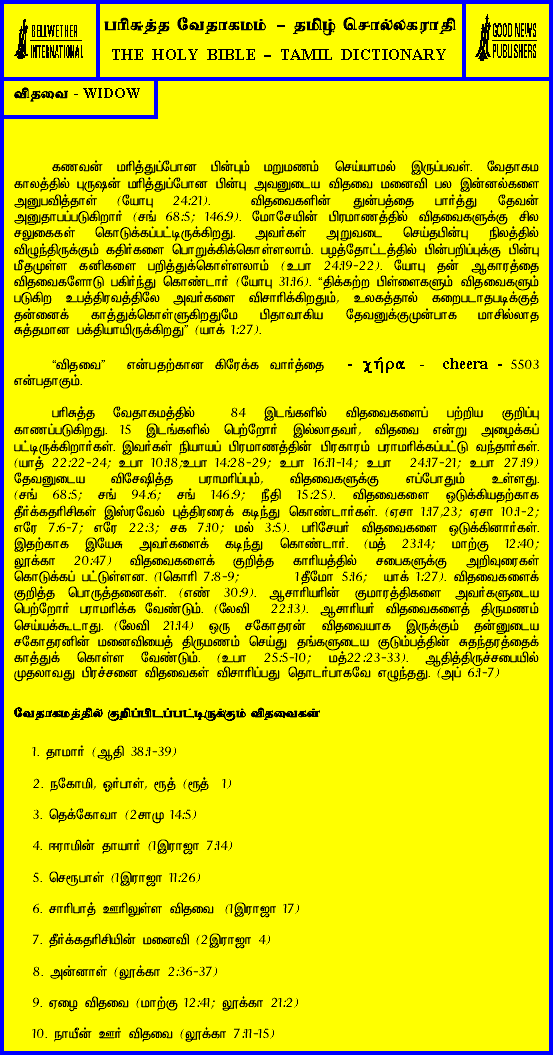 BELLWETHER
INTERNATIONAL
பரிசுத்த வேதாகமம் – தமிழ் சொல்லகராதி
THE HOLY BIBLE – TAMIL DICTIONARY
GOOD NEWS
PUBLISHERS
விதவை - WIDOW
கணவன் மரித்துப்போன பின்பும் மறுமணம் செய்யாமல் இருப்பவள். வேதாகம
காலத்தில் புருஷன் மரித்துப்போன பின்பு அவனுடைய விதவை மனைவி பல இன்னல்களை
அனுபவித்தாள் (யோபு 24:21). விதவைகளின் துன்பத்தை பார்த்து தேவன்
அனுதாபப்படுகிறார் (சங் 68:5; 146:9). மோசேயின் பிரமாணத்தில் விதவைகளுக்கு சில
சலுகைகள் கொடுக்கப்பட்டிருக்கிறது. அவர்கள் அறுவடை செய்தபின்பு நிலத்தில்
விழுந்திருக்கும் கதிர்களை பொறுக்கிக்கொள்ளலாம். பழத்தோட்டத்தில் பின்பறிப்புக்கு பின்பு
மீதமுள்ள கனிகளை பறித்துக்கொள்ளலாம் (உபா 24:19-22). யோபு தன் ஆகாரத்தை
விதவைகளோடு பகிர்ந்து கொண்டார் (யோபு 31:16). “திக்கற்ற பிள்ளைகளும் விதவைகளும்
படுகிற உபத்திரவத்திலே அவர்களை விசாரிக்கிறதும், உலகத்தால் கறைபடாதபடிக்குத்
தன்னைக் காத்துக்கொள்ளுகிறதுமே பிதாவாகிய தேவனுக்குமுன்பாக மாசில்லாத
சுத்தமான பக்தியாயிருக்கிறது” (யாக் 1:27).
“விதவை” என்பதற்கான கிரேக்க வார்த்தை - χήρα - cheera - 5503
என்பதாகும்.
பரிசுத்த வேதாகமத்தில் 84 இடங்களில் விதவைகளைப் பற்றிய குறிப்பு
காணப்படுகிறது. 15 இடங்களில் பெற்றோர் இல்லாதவர், விதவை என்று அழைக்கப்
பட்டிருக்கிறார்கள். இவர்கள் நியாயப் பிரமாணத்தின் பிரகாரம் பராமரிக்கப்பட்டு வந்தார்கள்.
(யாத் 22:22-24; உபா 10:18;உபா 14:28-29; உபா 16:11-14; உபா 24:17-21; உபா 27:19)
தேவனுடைய விசேஷித்த பராமரிப்பும், விதவைகளுக்கு எப்போதும் உள்ளது.
(சங் 68:5; சங் 94:6; சங் 146:9; நீதி 15:25). விதவைகளை ஒடுக்கியதற்காக
தீர்க்கதரிசிகள் இஸ்ரவேல் புத்திரரைக் கடிந்து கொண்டார்கள். (ஏசா 1:17,23; ஏசா 10:1-2;
எரே 7:6-7; எரே 22:3; சக 7:10; மல் 3:5). பரிசேயர் விதவைகளை ஒடுக்கினார்கள்.
இதற்காக இயேசு அவர்களைக் கடிந்து கொண்டார். (மத் 23:14; மாற்கு 12:40;
லூக்கா 20:47) விதவைகளைக் குறித்த காரியத்தில் சபைகளுக்கு அறிவுரைகள்
கொடுக்கப் பட்டுள்ளன. (1கொரி 7:8-9; 1தீமோ 5:16; யாக் 1:27). விதவைகளைக்
குறித்த பொருத்தனைகள். (எண் 30:9). ஆசாரியரின் குமாரத்திகளை அவர்களுடைய
பெற்றோர் பராமரிக்க வேண்டும். (லேவி 22:13). ஆசாரியர் விதவைகளைத் திருமணம்
செய்யக்கூடாது. (லேவி 21:14) ஒரு சகோதரன் விதவையாக இருக்கும் தன்னுடைய
சகோதரனின் மனைவியைத் திருமணம் செய்து தங்களுடைய குடும்பத்தின் சுதந்தரத்தைக்
காத்துக் கொள்ள வேண்டும். (உபா 25:5-10; மத்22:23-33). ஆதித்திருச்சபையில்
முதலாவது பிரச்சனை விதவைகள் விசாரிப்பது தொடர்பாகவே எழுந்தது. (அப் 6:1-7)
வேதாகமத்தில் குறிப்பிடப்பட்டிருக்கும் விதவைகள்
1. தாமார் (ஆதி 38:1-39)
2. நகோமி, ஓர்பாள், ரூத் (ரூத் 1)
3. தெக்கோவா (2சாமு 14:5)
4. ஈராமின் தாயார் (1இராஜா 7:14)
5. செரூபாள் (1இராஜா 11:26)
6. சாரிபாத் ஊரிலுள்ள விதவை (1இராஜா 17)
7. தீர்க்கதரிசியின் மனைவி (2இராஜா 4)
8. அன்னாள் (லூக்கா 2:36-37)
9. ஏழை விதவை (மாற்கு 12:41; லூக்கா 21:2)
10. நாயீன் ஊர் விதவை (லூக்கா 7:11-15)